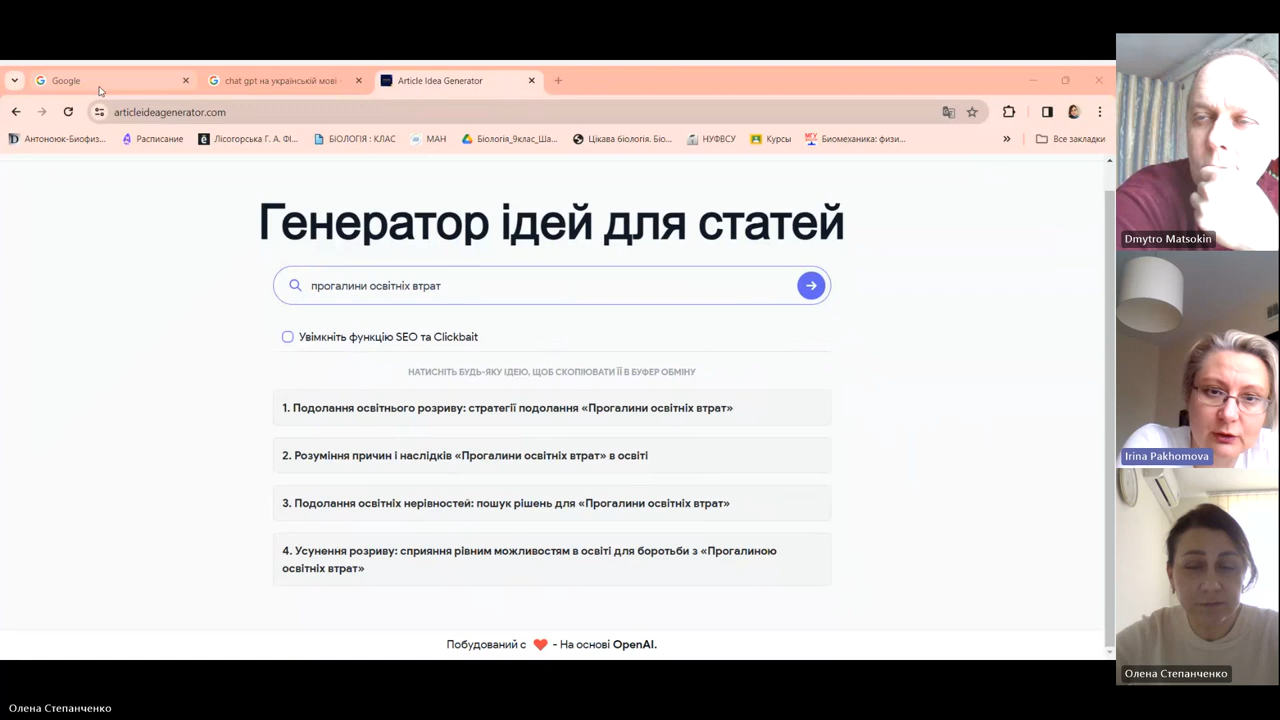 Google
chat gpt на українській мові
Article Idea Generator
articleideagenerator.com
Антонюк-Биофиз...
Расписание
Лісогорська Г. А. ФІ...
БІОЛОГІЯ : КЛАС
МАН
Біологія_9клас_Ша...
Цікава біологія. Біо...
НУФВСУ
Курсы
Биомеханика: физи...
»
Все закладки
Генератор ідей для статей
прогалини освітніх втрат
Увімкніть функцію SEO та Clickbait
НАТИСНІТЬ БУДЬ-ЯКУ ІДЕЮ, ЩОБ СКОПІЮВАТИ ЇЇ В БУФЕР ОБМІНУ
1. Подолання освітнього розриву: стратегії подолання «Прогалини освітніх втрат»
2. Розуміння причин і наслідків «Прогалини освітніх втрат» в освіті
3. Подолання освітніх нерівностей: пошук рішень для «Прогалини освітніх втрат»
4. Усунення розриву: сприяння рівним можливостям в освіті для боротьби з «Прогалиною
освітніх втрат»
Побудований с ❤ - На основі OpenAI.
Dmytro Matsokin
Irina Pakhomova
Олена Степанченко
Олена Степанченко